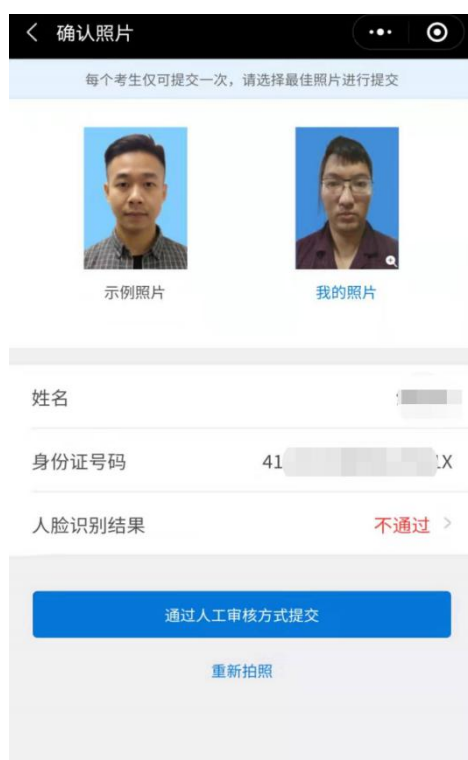 确认照片
每个考生仅可提交一次，请选择最佳照片进行提交
示例照片
我的照片
姓名
身份证号码 41 1X
人脸识别结果 不通过
通过人工审核方式提交
重新拍照